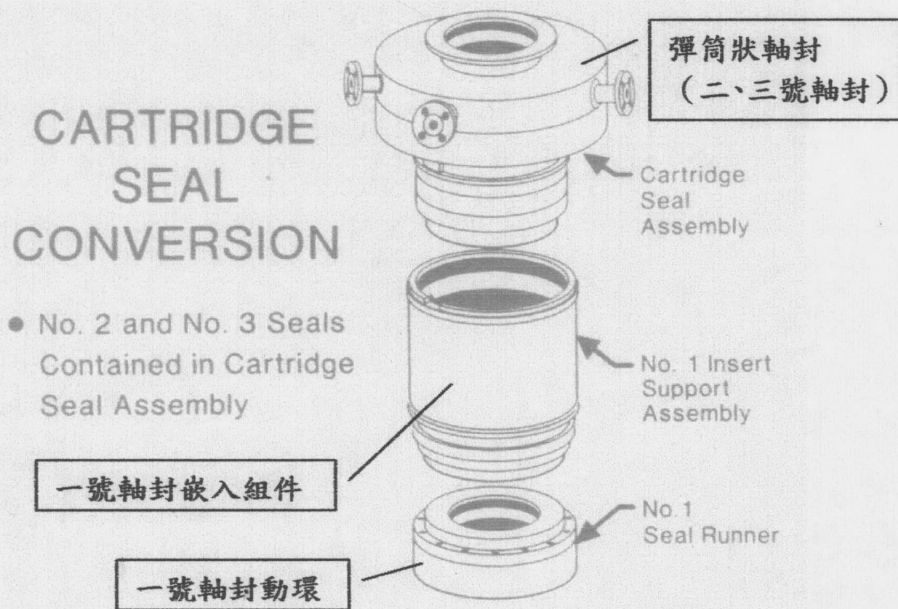 彈筒狀軸封
(二、三號軸封)
CARTRIDGE
SEAL
CONVERSION
Cartridge
Seal
Assembly
● No. 2 and No. 3 Seals
Contained in Cartridge
Seal Assembly
No. 1 Insert
Support
Assembly
一號軸封嵌入組件
No. 1
Seal Runner
一號軸封動環